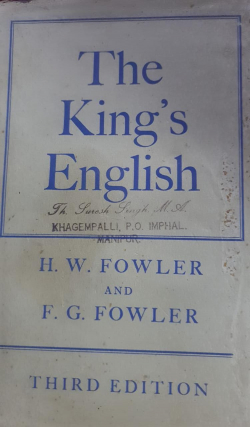 The
King's
English
Th. Suresh Singh M.A.
KHAGEMPALLI, P.O. IMPHAL.
MANIPUR.
H. W. FOWLER
AND
F. G. FOWLER
THIRD EDITION